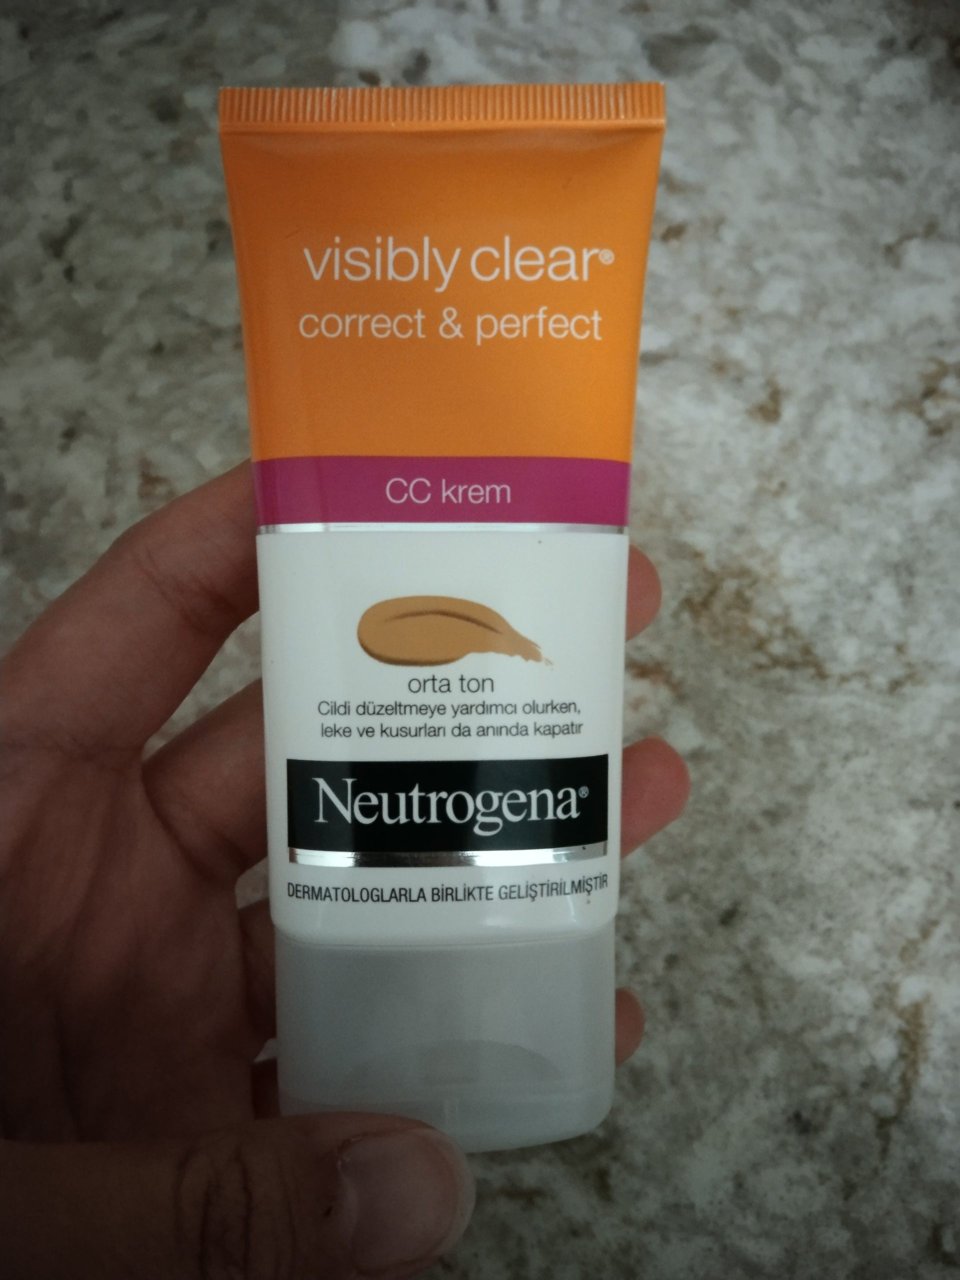 visibly clear®
correct & perfect
CC krem
orta ton
Cildi düzeltmeye yardımcı olurken,
leke ve kusurları da anında kapatır
Neutrogena®
DERMATOLOGLARLA BİRLİKTE GELİŞTİRİLMİŞTİR